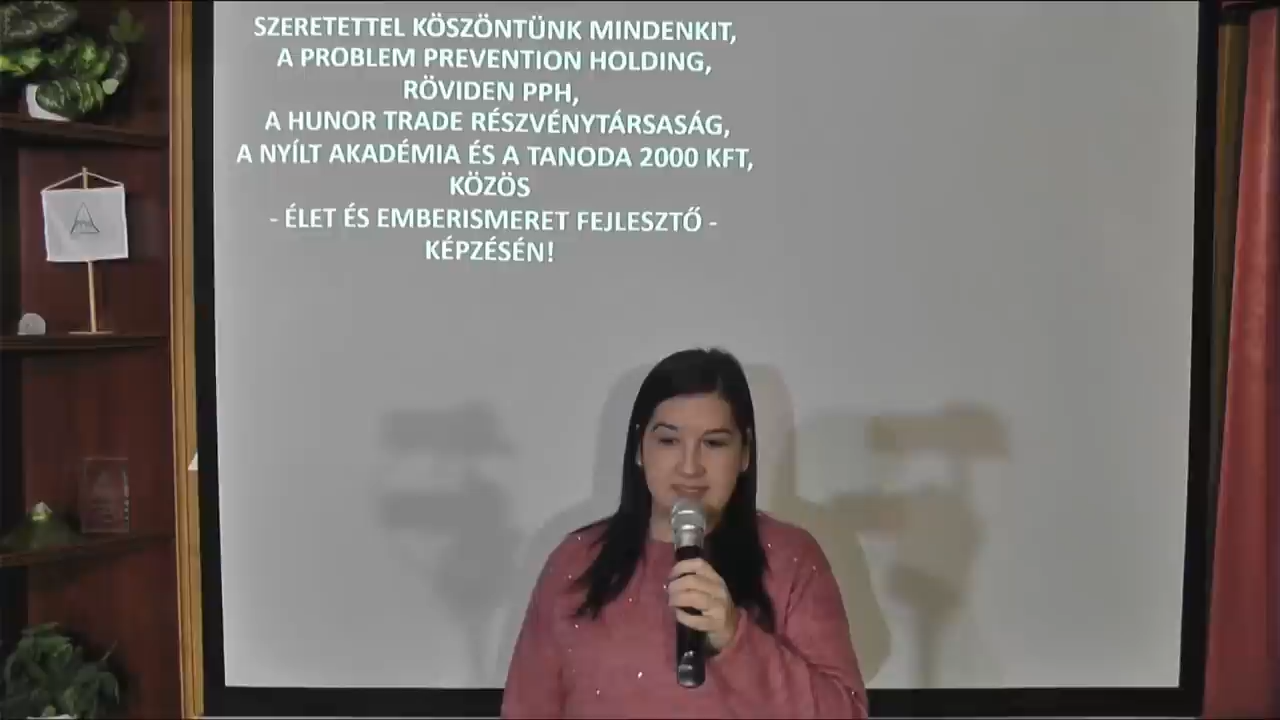 SZERETETTEL KÖSZÖNTÜNK MINDENKIT,
A PROBLEM PREVENTION HOLDING,
RÖVIDEN PPH,
A HUNOR TRADE RÉSZVÉNYTÁRSASÁG,
A NYÍLT AKADÉMIA ÉS A TANODA 2000 KFT,
KÖZÖS
- ÉLET ÉS EMBERISMERET FEJLESZTŐ -
KÉPZÉSÉN!